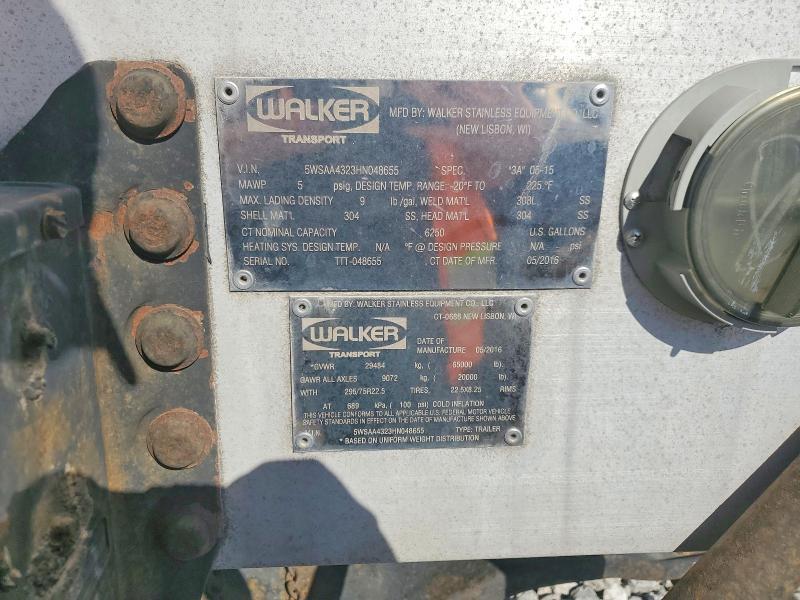 WALKER
TRANSPORT
MFD BY: WALKER STAINLESS EQUIPMENT CO., LLC
(NEW LISBON, WI)
V.I.N. 5WSAA4323HN048655 SPEC. "3A" 05-15
MAWP 5 psig, DESIGN TEMP. RANGE: -20°F TO 225 °F
MAX. LADING DENSITY 9 lb/gal, WELD MAT'L 308L SS
SHELL MAT'L 304 SS, HEAD MAT'L 304 SS
CT NOMINAL CAPACITY 6250 U.S. GALLONS
HEATING SYS. DESIGN TEMP. N/A °F @ DESIGN PRESSURE N/A - psi
SERIAL NO. TTT-048655 CT DATE OF MFR. 05/2016
MFD BY: WALKER STAINLESS EQUIPMENT CO., LLC
CT-0686 NEW LISBON, WI
WALKER
TRANSPORT
DATE OF
MANUFACTURE 05/2016
*GVWR 29484 kg, ( 65000 lb).
GAWR ALL AXLES 9072 kg, ( 20000 lb).
WITH 295/75R22.5 TIRES, 22.5X8.25 RIMS
AT 689 kPa, ( 100 psi) COLD INFLATION
THIS VEHICLE CONFORMS TO ALL APPLICABLE U.S. FEDERAL MOTOR VEHICLE
SAFETY STANDARDS IN EFFECT ON THE DATE OF MANUFACTURE SHOWN ABOVE
V.I.N. 5WSAA4323HN048655 TYPE: TRAILER
* BASED ON UNIFORM WEIGHT DISTRIBUTION